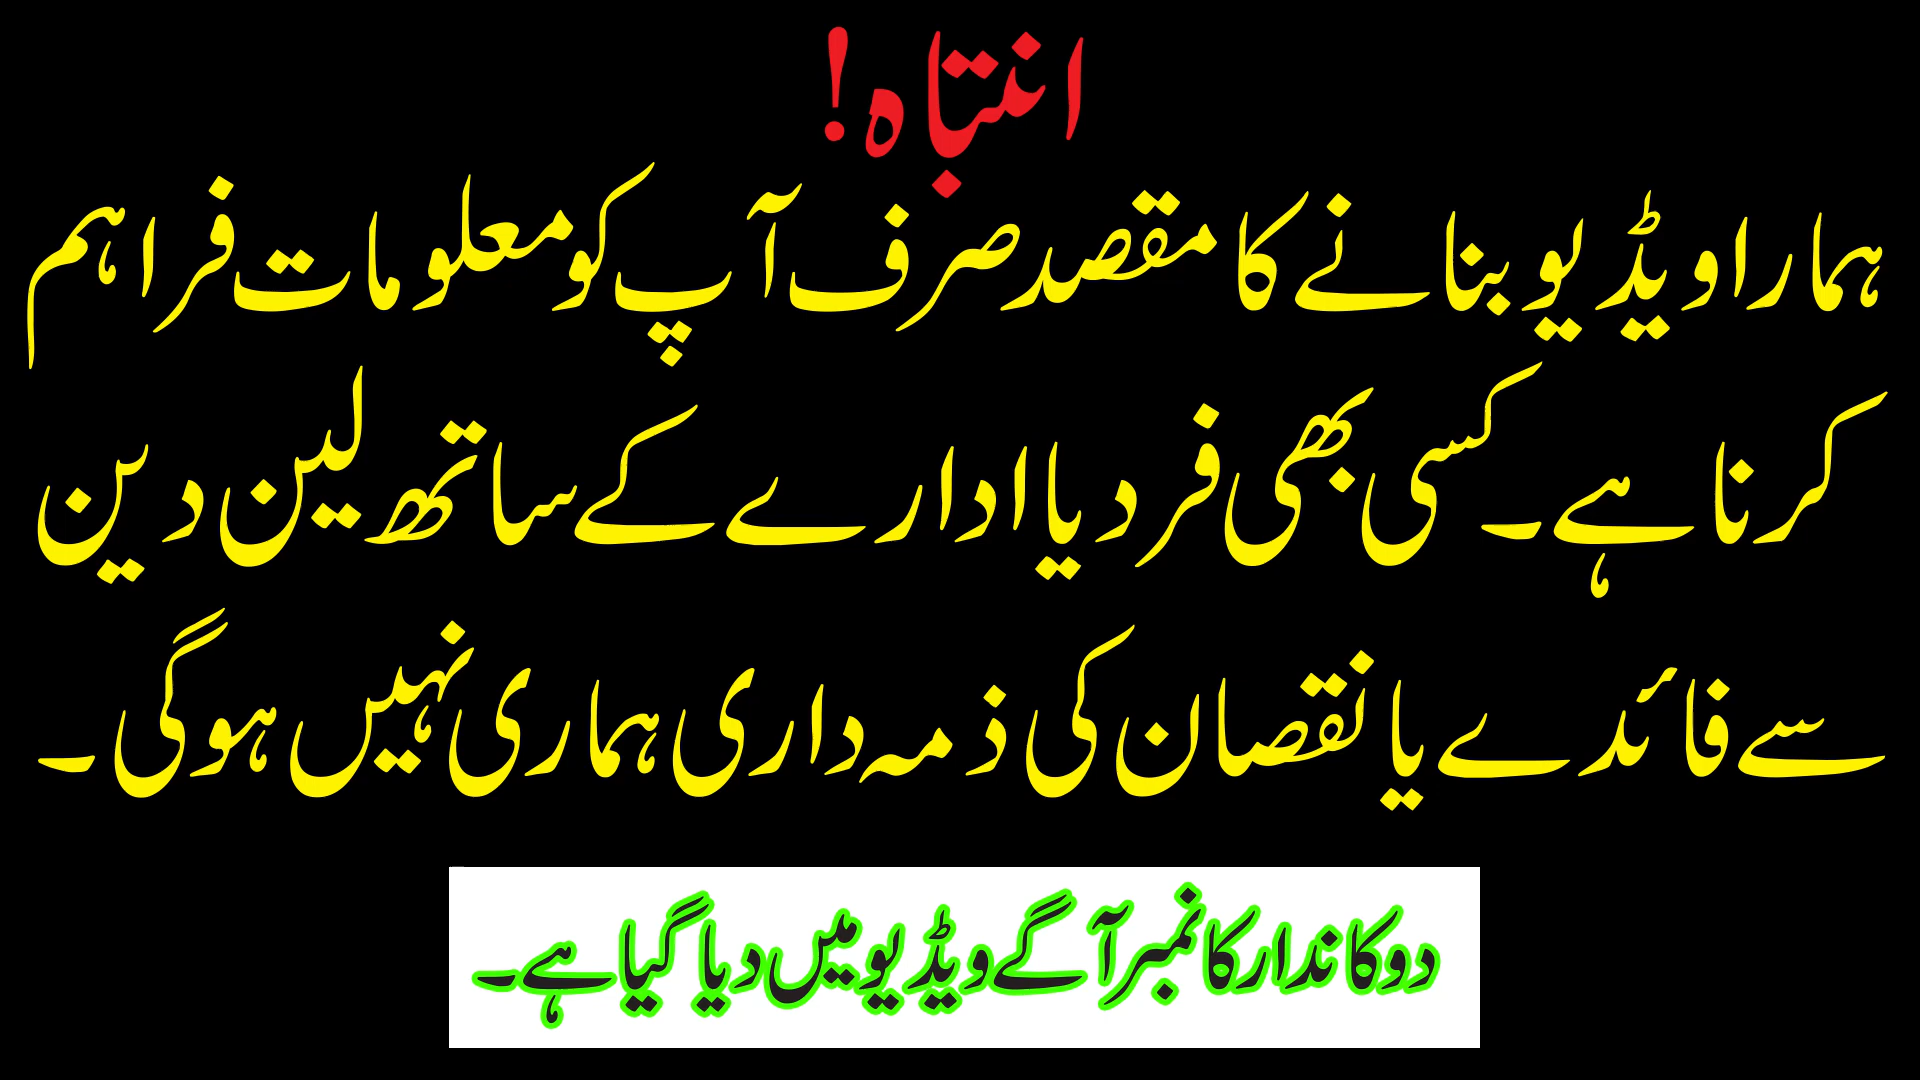 انتباہ!
ہمارا ویڈیو بنانے کا مقصد صرف آپ کو معلومات فراہم
کرنا ہے۔ کسی بھی فرد یا ادارے کے ساتھ لین دین
سے فائدے یا نقصان کی ذمہ داری ہماری نہیں ہوگی۔
دوکاندار کا نمبر آگے ویڈیو میں دیا گیا ہے۔